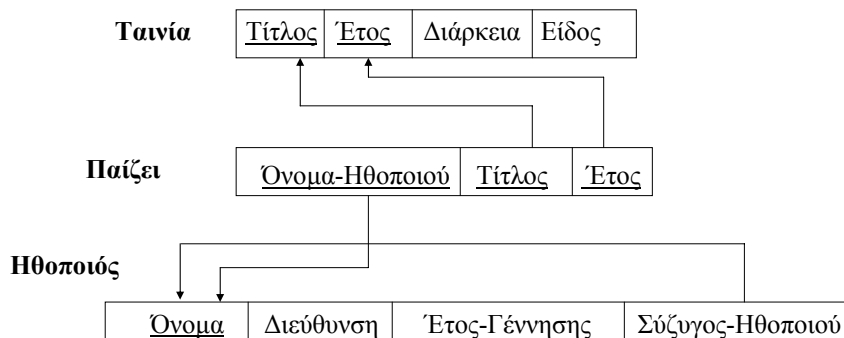 Ταινία Τίτλος Έτος Διάρκεια Είδος
Παίζει Όνομα-Ηθοποιού Τίτλος Έτος
Ηθοποιός
Όνομα Διεύθυνση Έτος-Γέννησης Σύζυγος-Ηθοποιού